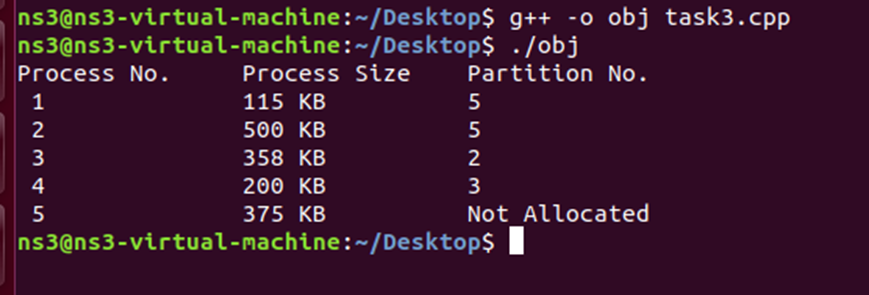 ns3@ns3-virtual-machine:~/Desktop$ g++ -o obj task3.cpp
ns3@ns3-virtual-machine:~/Desktop$ ./obj
Process No.     Process Size    Partition No.
 1              115 KB          5
 2              500 KB          5
 3              358 KB          2
 4              200 KB          3
 5              375 KB          Not Allocated
ns3@ns3-virtual-machine:~/Desktop$